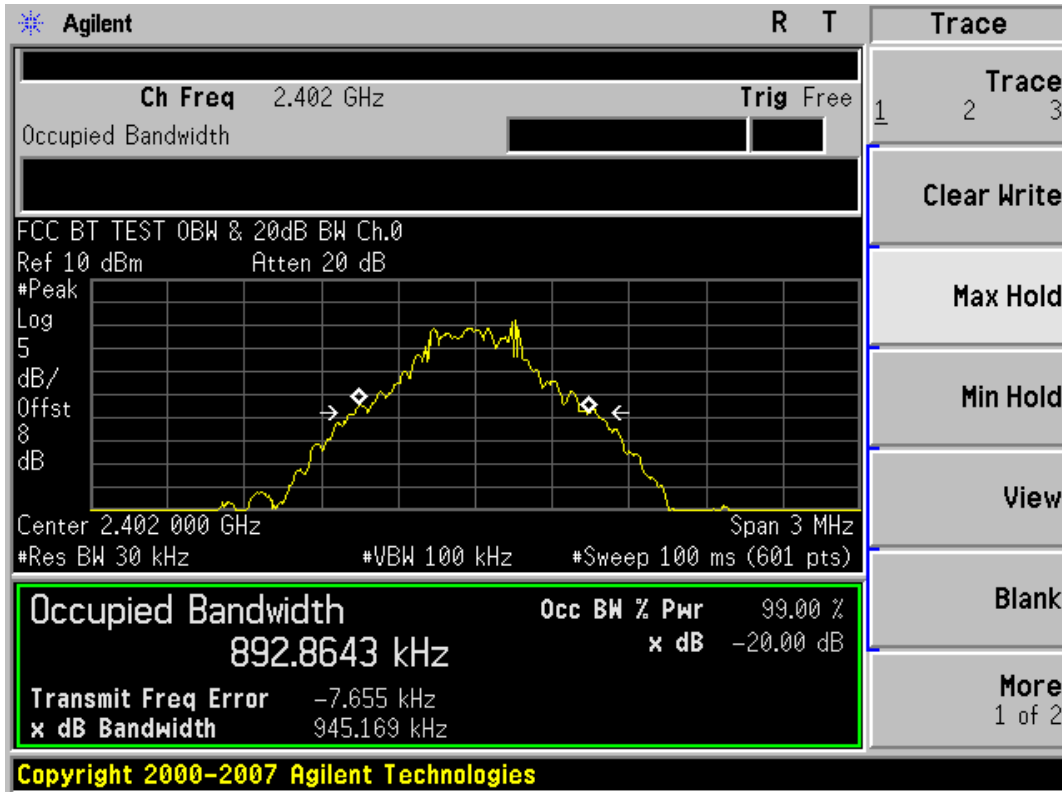 Agilent R T
Ch Freq 2.402 GHz Trig Free
Occupied Bandwidth
FCC BT TEST OBW & 20dB BW Ch.0
Ref 10 dBm Atten 20 dB
#Peak
Log
5
dB/
Offst
8
dB
Center 2.402 000 GHz Span 3 MHz
#Res BW 30 kHz #VBW 100 kHz #Sweep 100 ms (601 pts)
Occupied Bandwidth Occ BW % Pwr 99.00 %
892.8643 kHz x dB -20.00 dB
Transmit Freq Error -7.655 kHz
x dB Bandwidth 945.169 kHz
Copyright 2000-2007 Agilent Technologies
Trace
Trace
1 2 3
Clear Write
Max Hold
Min Hold
View
Blank
More
1 of 2